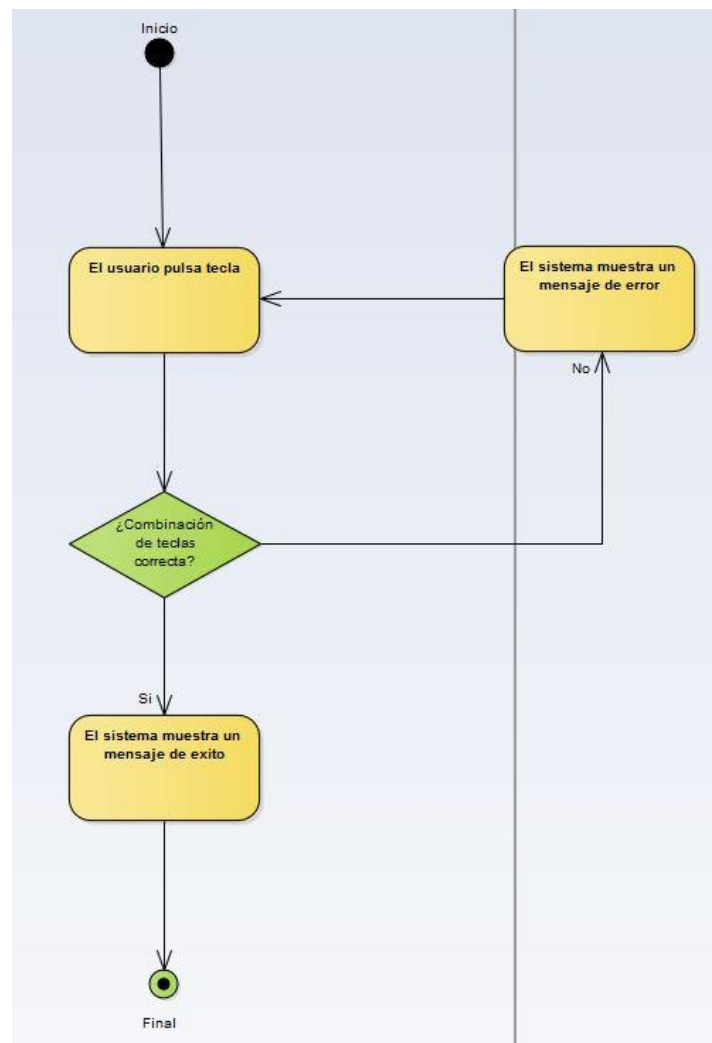 Inicio
El usuario pulsa tecla
El sistema muestra un
mensaje de error
No
¿Combinación
de teclas
correcta?
Si
El sistema muestra un
mensaje de exito
Final